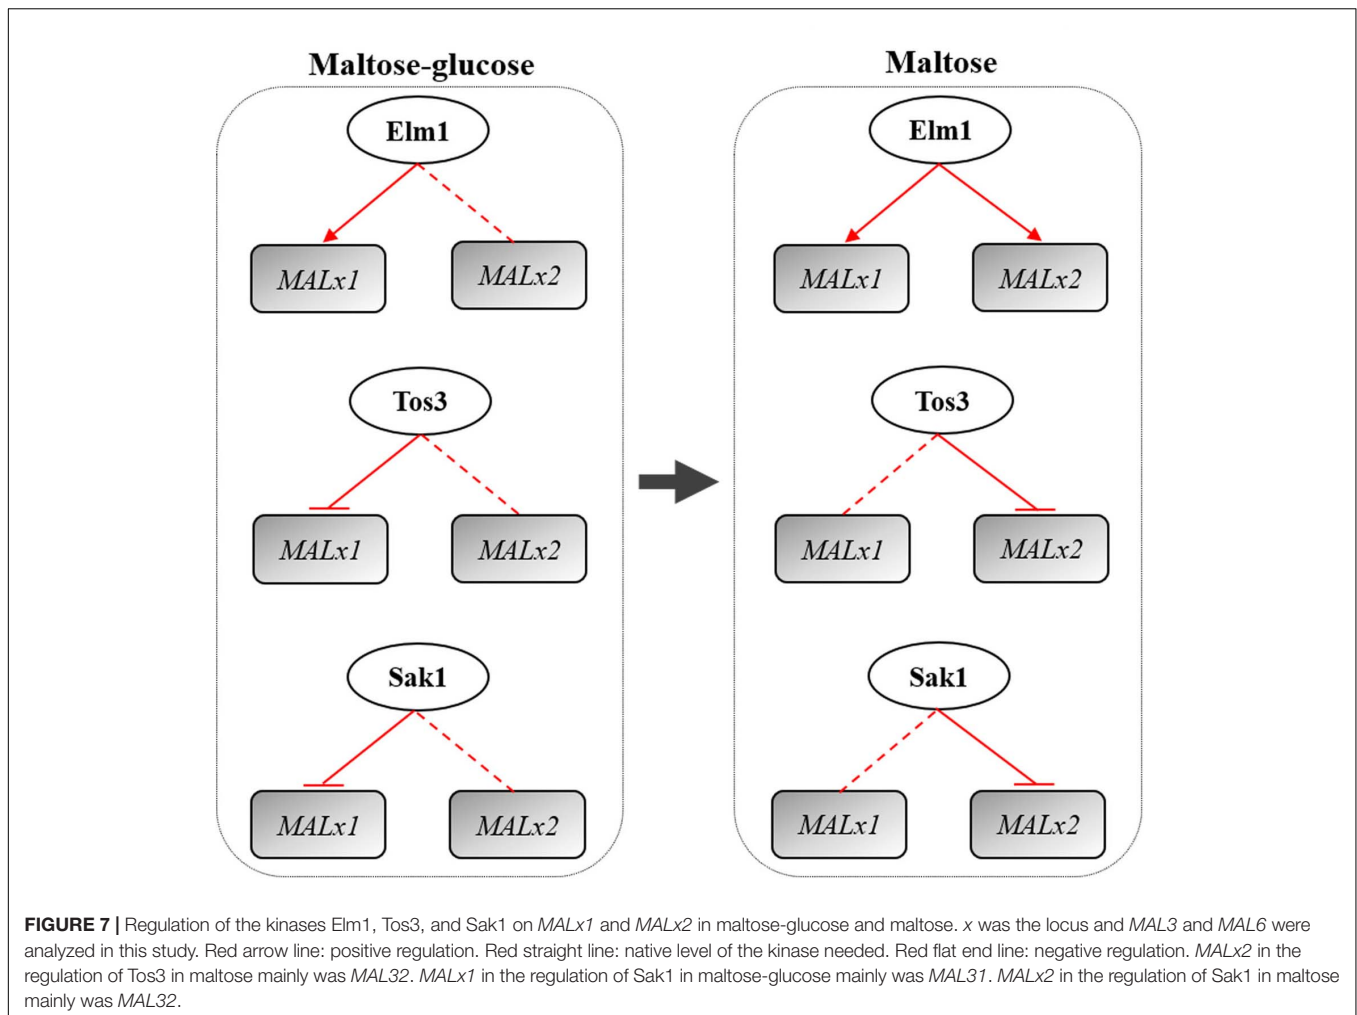 Maltose-glucose
Elm1
MALx1
MALx2
Tos3
MALx1
MALx2
Sak1
MALx1
MALx2
Maltose
Elm1
MALx1
MALx2
Tos3
MALx1
MALx2
Sak1
MALx1
MALx2
FIGURE 7 | Regulation of the kinases Elm1, Tos3, and Sak1 on MALx1 and MALx2 in maltose-glucose and maltose. x was the locus and MAL3 and MAL6 were
analyzed in this study. Red arrow line: positive regulation. Red straight line: native level of the kinase needed. Red flat end line: negative regulation. MALx2 in the
regulation of Tos3 in maltose mainly was MAL32. MALx1 in the regulation of Sak1 in maltose-glucose mainly was MAL31. MALx2 in the regulation of Sak1 in maltose
mainly was MAL32.